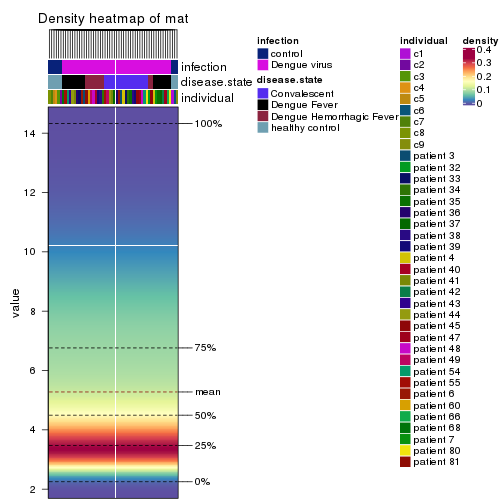 Density heatmap of mat
infection
disease.state
individual
value
14
12
10
8
6
4
2
100%
75%
mean
50%
25%
0%
infection
control
Dengue virus
disease.state
Convalescent
Dengue Fever
Dengue Hemorrhagic Fever
healthy control
individual
c1
c2
c3
c4
c5
c6
c7
c8
c9
patient 3
patient 32
patient 33
patient 34
patient 35
patient 36
patient 37
patient 38
patient 39
patient 4
patient 40
patient 41
patient 42
patient 43
patient 44
patient 45
patient 47
patient 48
patient 49
patient 54
patient 55
patient 6
patient 60
patient 66
patient 68
patient 7
patient 80
patient 81
density
0.4
0.3
0.2
0.1
0